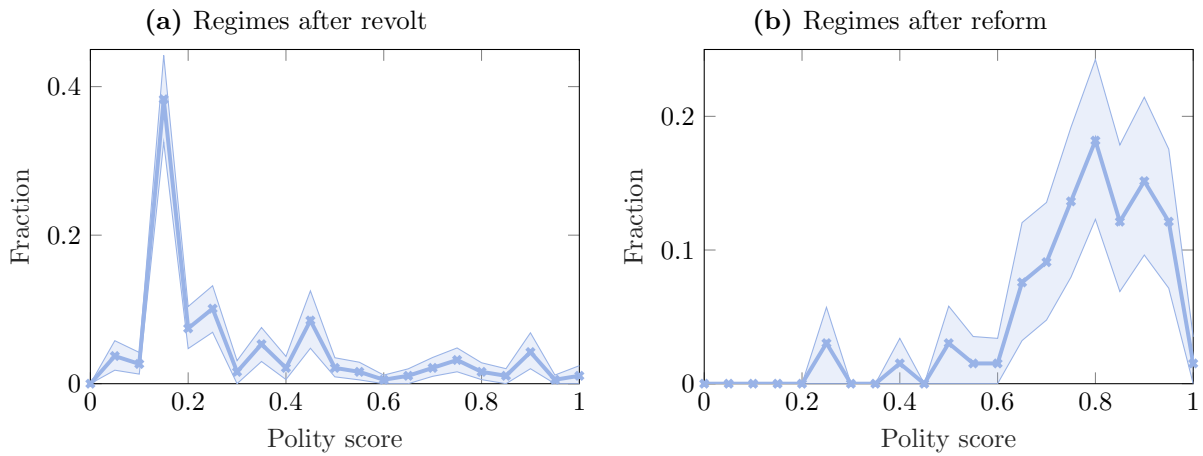 (a) Regimes after revolt
0.4
0.2
0
Fraction
0 0.2 0.4 0.6 0.8 1
Polity score
(b) Regimes after reform
0.2
0.1
0
Fraction
0 0.2 0.4 0.6 0.8 1
Polity score